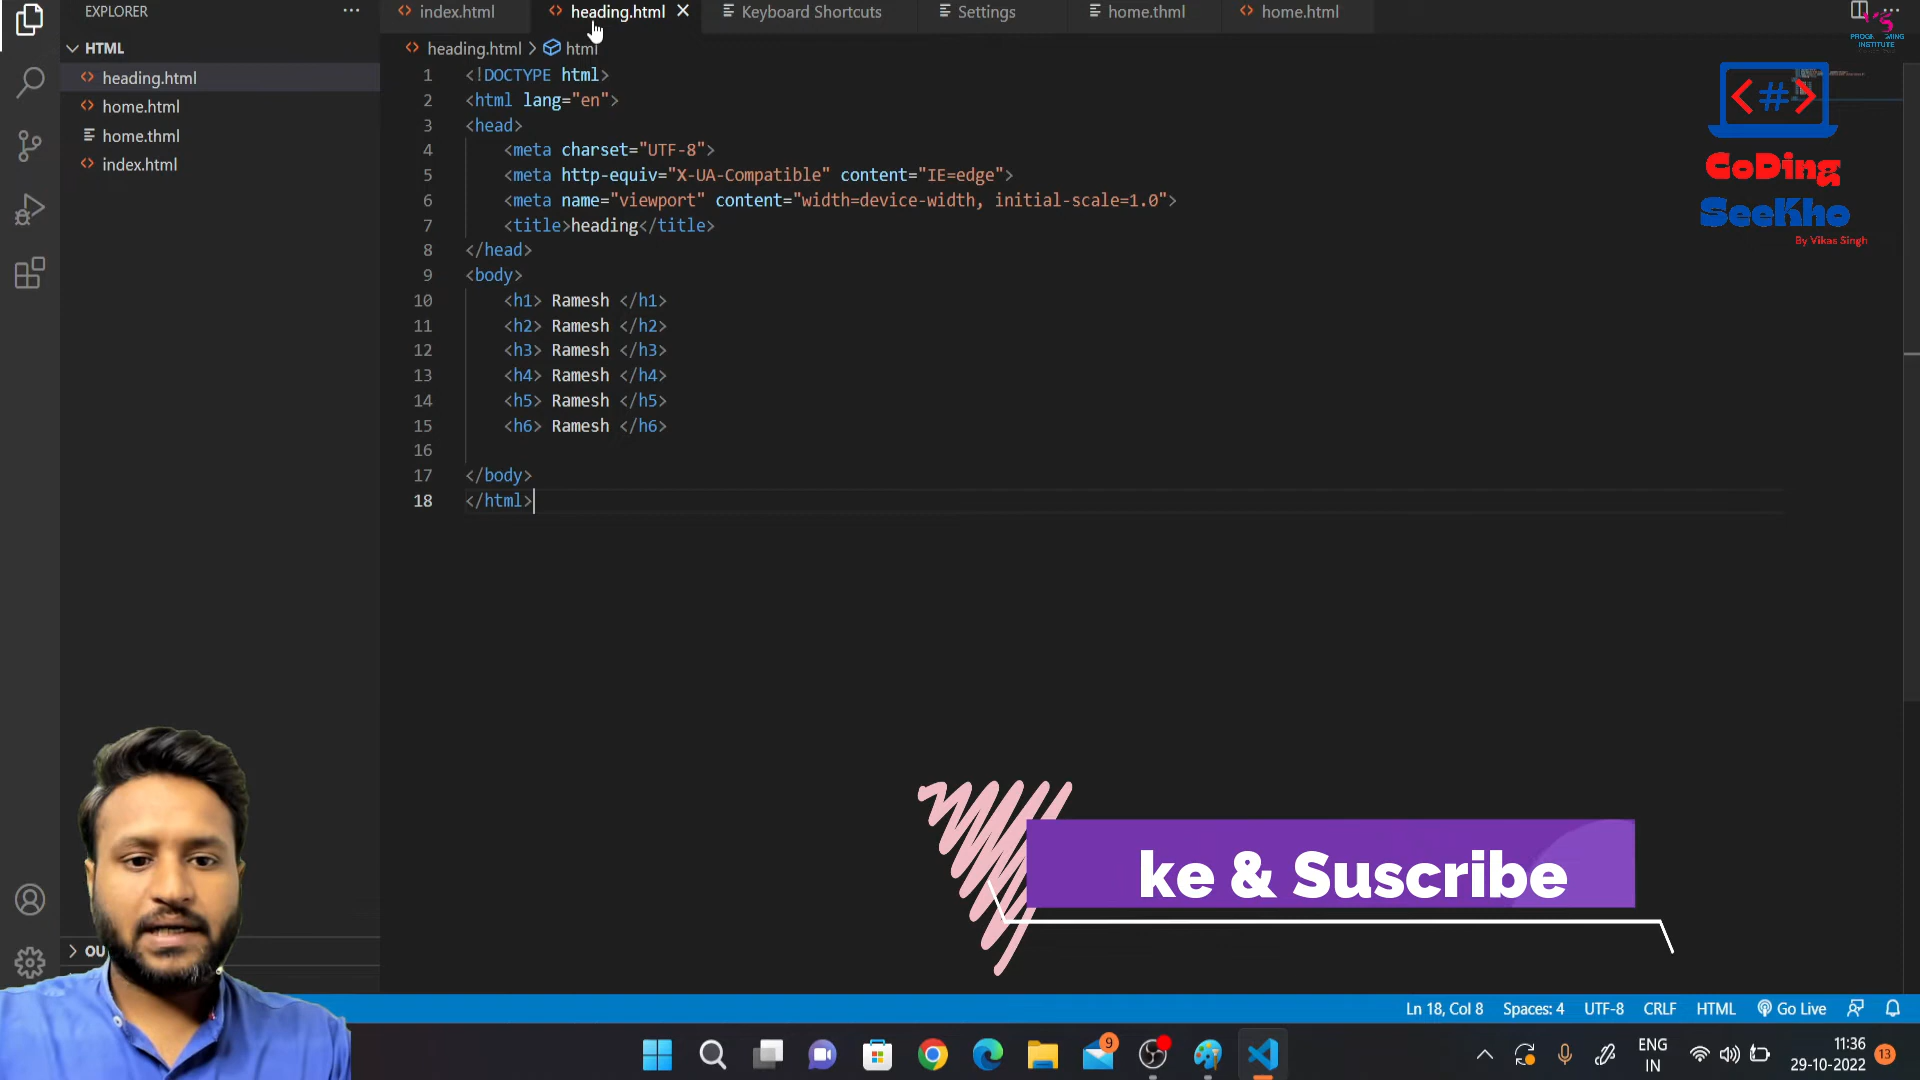 EXPLORER
HTML
heading.html
home.html
home.thml
index.html
index.html
heading.html
Keyboard Shortcuts
Settings
home.thml
home.html
heading.html > html
1 <!DOCTYPE html>
2 <html lang="en">
3 <head>
4 <meta charset="UTF-8">
5 <meta http-equiv="X-UA-Compatible" content="IE=edge">
6 <meta name="viewport" content="width=device-width, initial-scale=1.0">
7 <title>heading</title>
8 </head>
9 <body>
10 <h1> Ramesh </h1>
11 <h2> Ramesh </h2>
12 <h3> Ramesh </h3>
13 <h4> Ramesh </h4>
14 <h5> Ramesh </h5>
15 <h6> Ramesh </h6>
16
17 </body>
18 </html>
INSTITUTE
<#>
CoDing
SeeKho
By Vikas Singh
ke & Suscribe
OU
Ln 18, Col 8
Spaces: 4
UTF-8
CRLF
HTML
Go Live
9
ENG
IN
11:36
29-10-2022
13